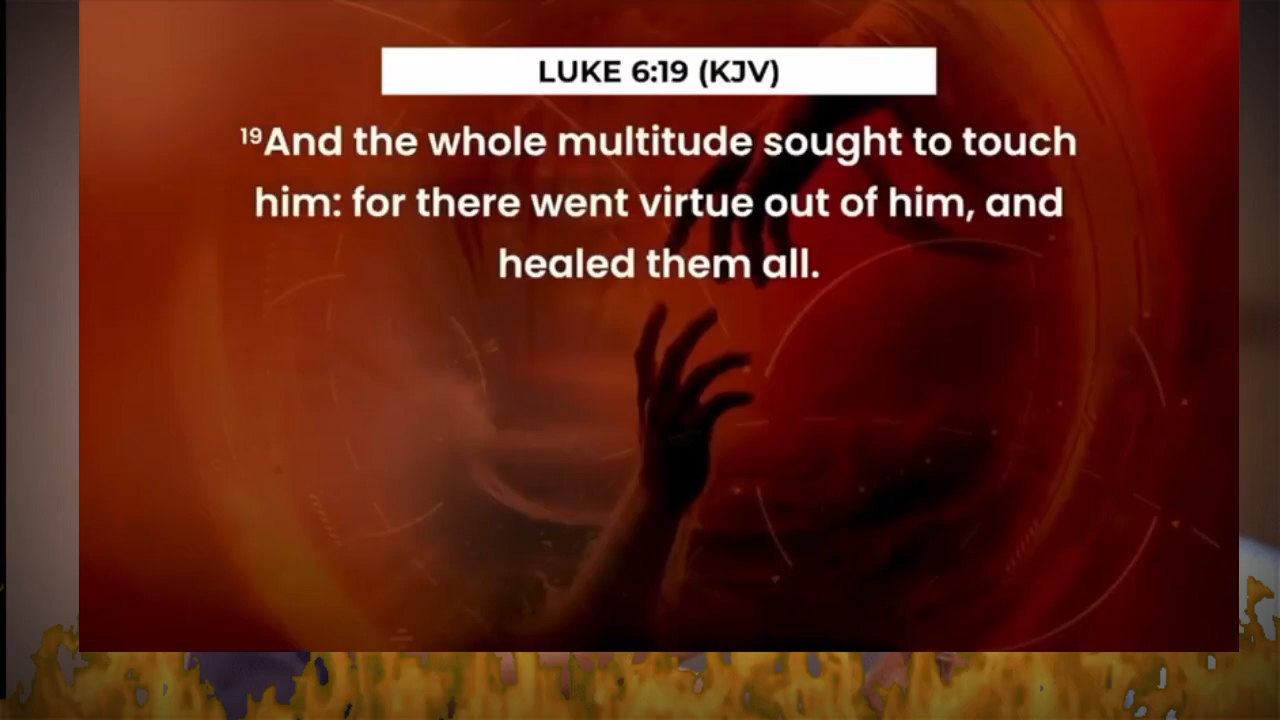 LUKE 6:19 (KJV)
¹⁹And the whole multitude sought to touch
him: for there went virtue out of him, and
healed them all.